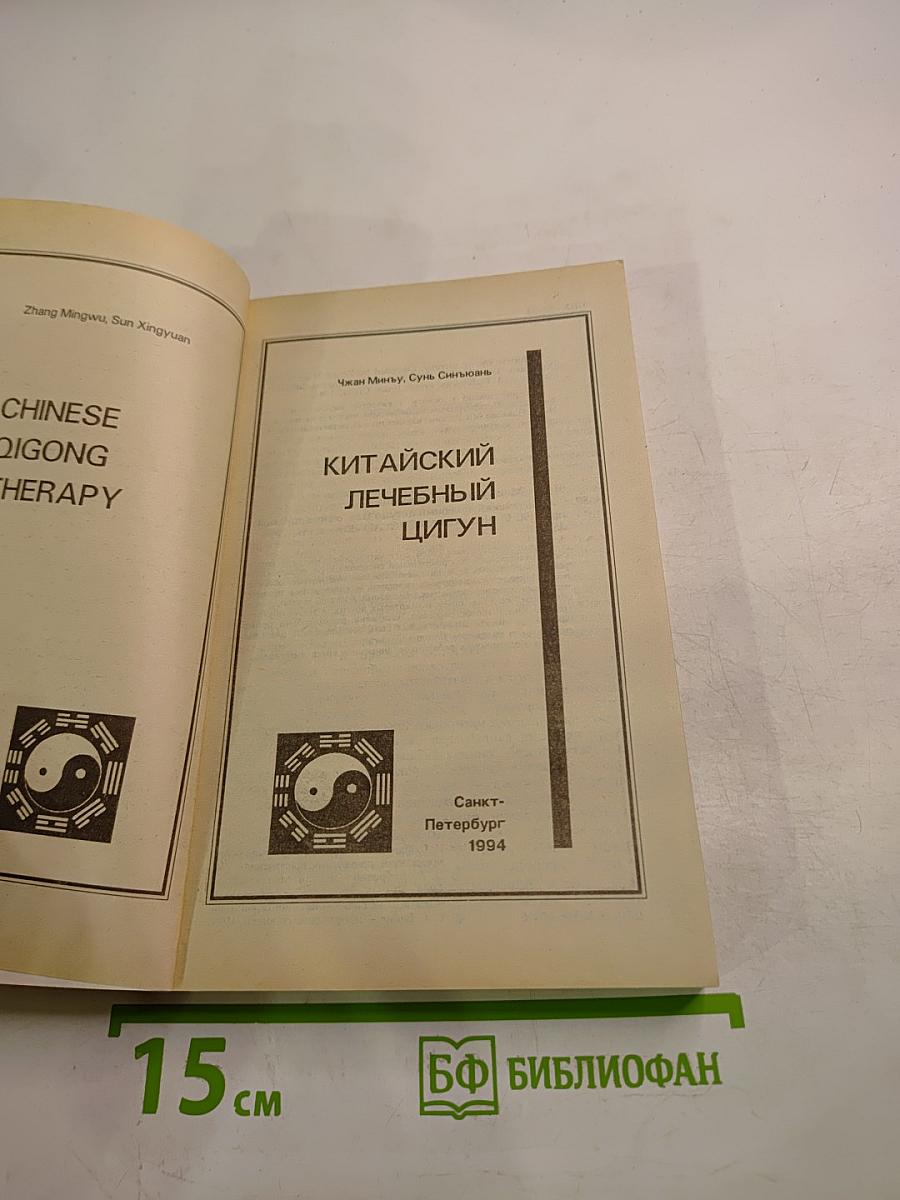 Zhang Mingwu, Sun Xingyuan
CHINESE
QIGONG
THERAPY
Чжан Минъу, Сунь Синъюань
КИТАЙСКИЙ
ЛЕЧЕБНЫЙ
ЦИГУН
Санкт-
Петербург
1994
15 см
БФ БИБЛИОФАН